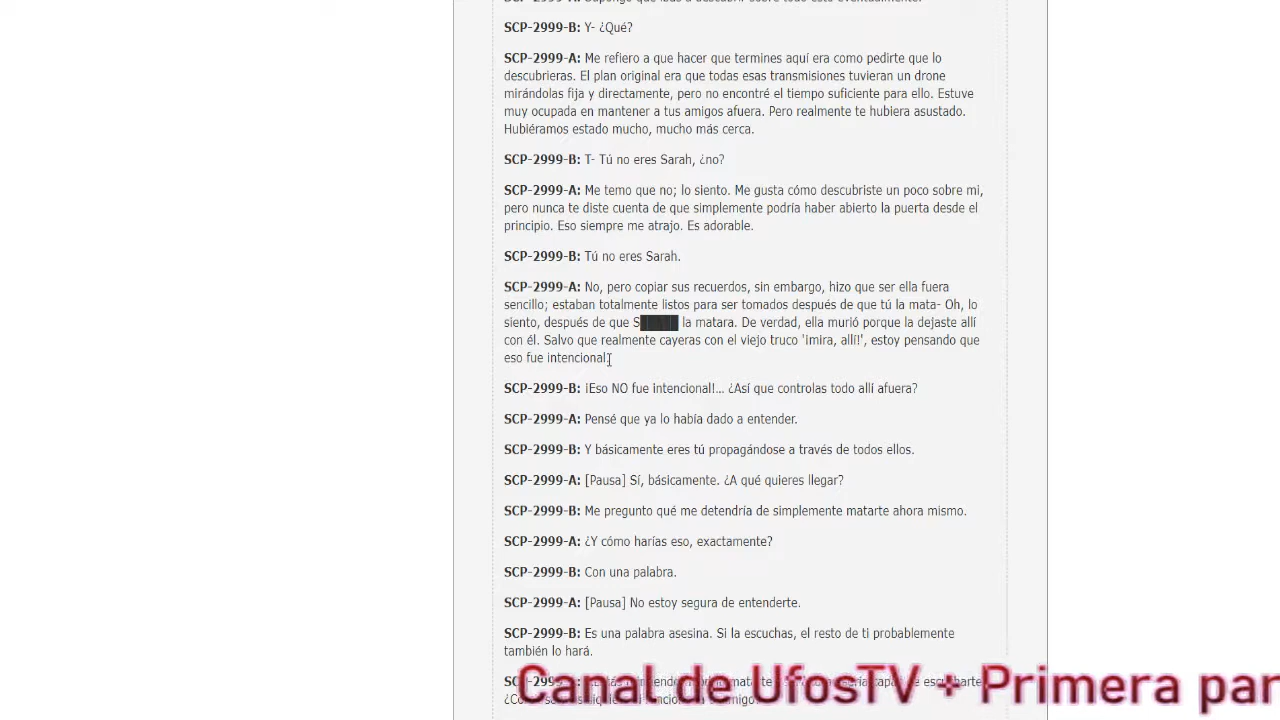 SCP-2999-B: Y- ¿Qué?
SCP-2999-A: Me refiero a que hacer que termines aquí era como pedirte que lo
descubrieras. El plan original era que todas esas transmisiones tuvieran un drone
mirándolas fija y directamente, pero no encontré el tiempo suficiente para ello. Estuve
muy ocupada en mantener a tus amigos afuera. Pero realmente te hubiera asustado.
Hubiéramos estado mucho, mucho más cerca.
SCP-2999-B: T- Tú no eres Sarah, ¿no?
SCP-2999-A: Me temo que no; lo siento. Me gusta cómo descubriste un poco sobre mi,
pero nunca te diste cuenta de que simplemente podría haber abierto la puerta desde el
principio. Eso siempre me atrajo. Es adorable.
SCP-2999-B: Tú no eres Sarah.
SCP-2999-A: No, pero copiar sus recuerdos, sin embargo, hizo que ser ella fuera
sencillo; estaban totalmente listos para ser tomados después de que tú la mata- Oh, lo
siento, después de que S█████ la matara. De verdad, ella murió porque la dejaste allí
con él. Salvo que realmente cayeras con el viejo truco '¡mira, allí!', estoy pensando que
eso fue intencional.
SCP-2999-B: ¡Eso NO fue intencional!... ¿Así que controlas todo allí afuera?
SCP-2999-A: Pensé que ya lo había dado a entender.
SCP-2999-B: Y básicamente eres tú propagándose a través de todos ellos.
SCP-2999-A: [Pausa] Sí, básicamente. ¿A qué quieres llegar?
SCP-2999-B: Me pregunto qué me detendría de simplemente matarte ahora mismo.
SCP-2999-A: ¿Y cómo harías eso, exactamente?
SCP-2999-B: Con una palabra.
SCP-2999-A: [Pausa] No estoy segura de entenderte.
SCP-2999-B: Es una palabra asesina. Si la escuchas, el resto de ti probablemente
también lo hará.
Canal de UfosTV + Primera par